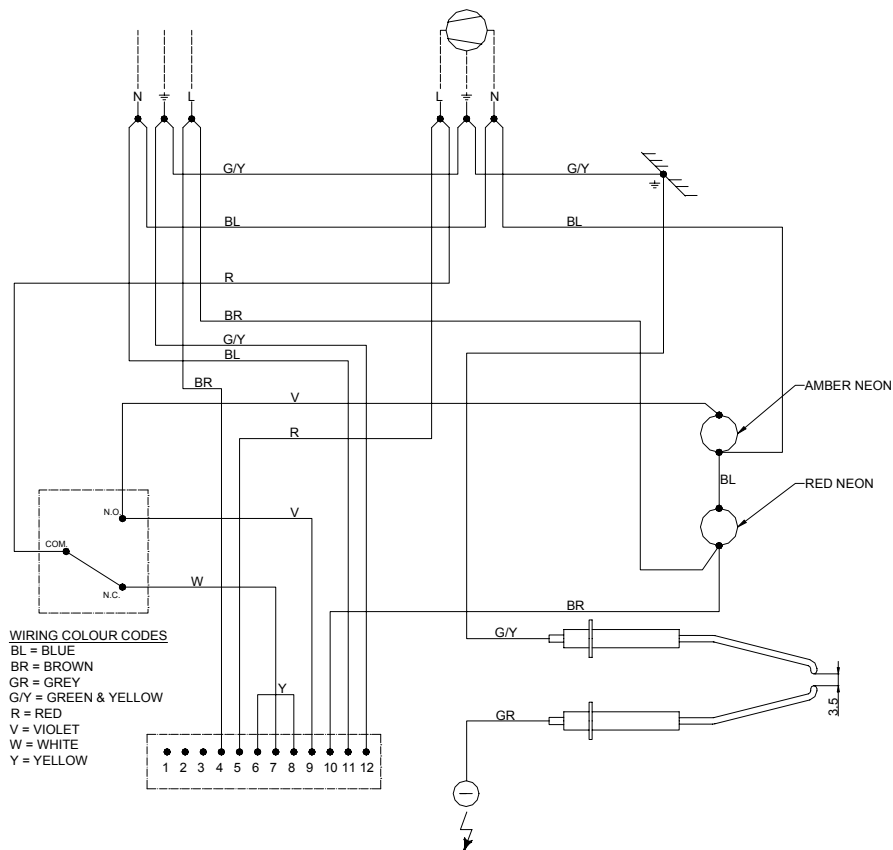 N L
L N
G/Y G/Y
BL BL
R
BR
G/Y
BL
BR
V
AMBER NEON
R
BL
RED NEON
N.O.
V
COM.
N.C.
W
BR
WIRING COLOUR CODES
BL = BLUE
BR = BROWN
GR = GREY
G/Y = GREEN & YELLOW
R = RED
V = VIOLET
W = WHITE
Y = YELLOW
G/Y
3.5
Y
GR
1 2 3 4 5 6 7 8 9 10 11 12